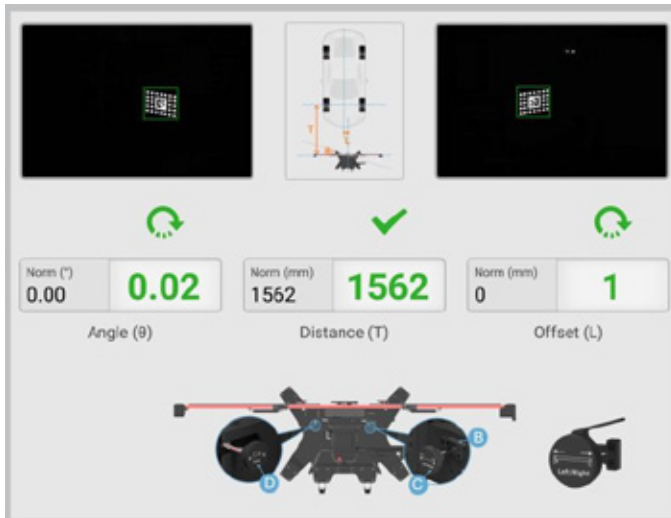 T
L
Norm (°)
0.00
0.02
Norm (mm)
1562
1562
Norm (mm)
0
1
Angle (θ)
Distance (T)
Offset (L)
B
D
C
Left/Right